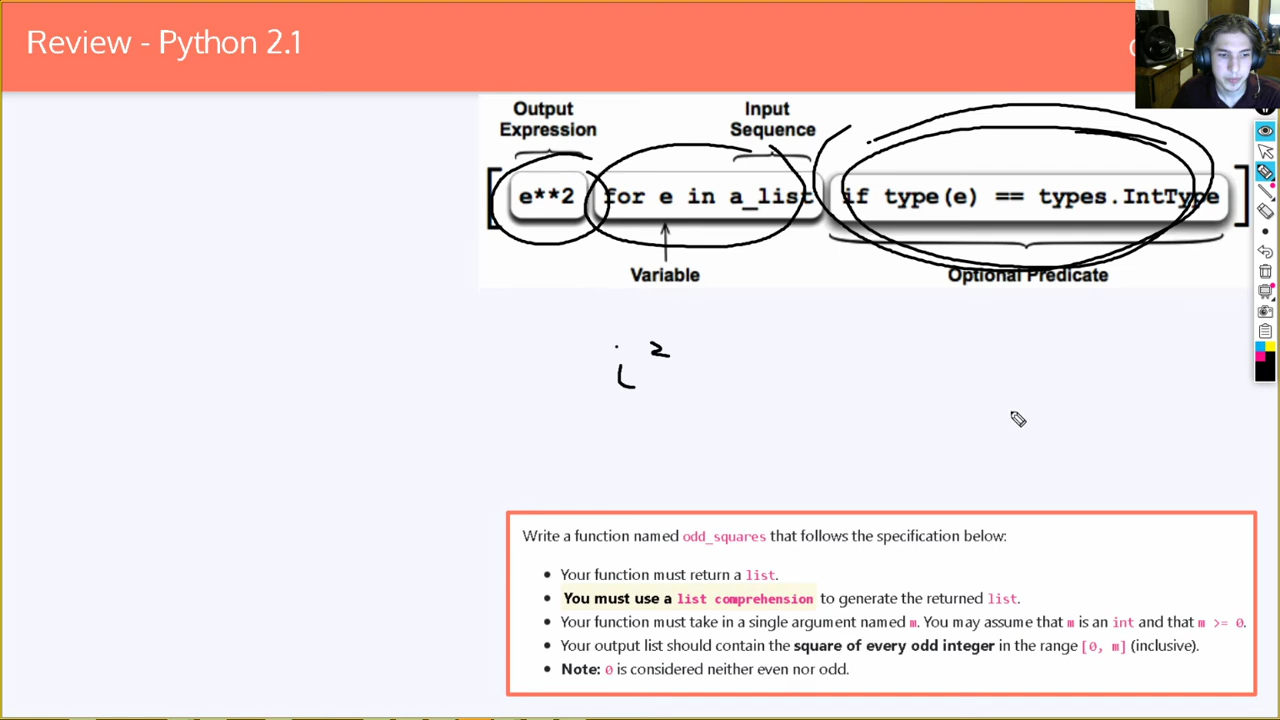 Review - Python 2.1
Output Expression
Input Sequence
[ e**2 for e in a_list if type(e) == types.IntType ]
Variable
Optional Predicate
i 2
Write a function named odd_squares that follows the specification below:
• Your function must return a list.
• You must use a list comprehension to generate the returned list.
• Your function must take in a single argument named m. You may assume that m is an int and that m >= 0.
• Your output list should contain the square of every odd integer in the range [0, m] (inclusive).
• Note: 0 is considered neither even nor odd.